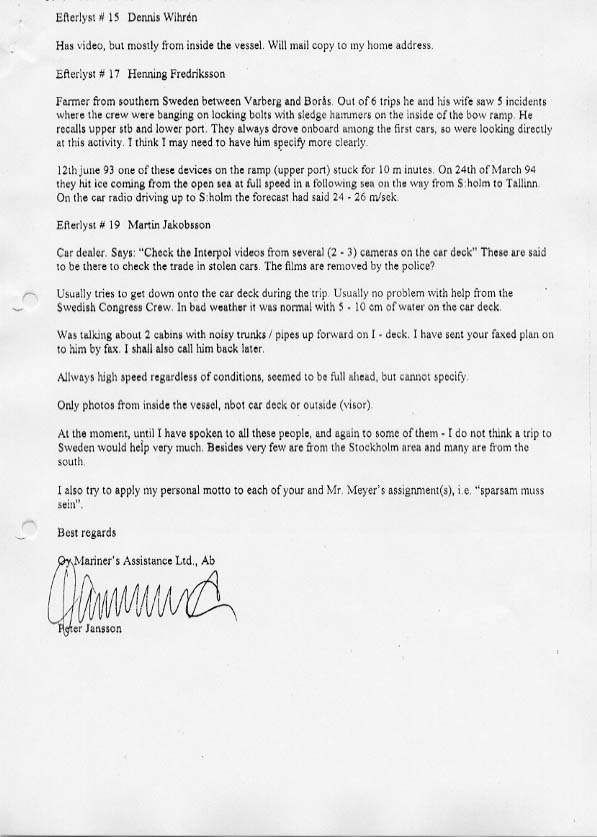 Efterlyst # 15 Dennis Wihrén
Has video, but mostly from inside the vessel. Will mail copy to my home address.
Efterlyst # 17 Henning Fredriksson
Farmer from southern Sweden between Varberg and Borås. Out of 6 trips he and his wife saw 5 incidents
where the crew were banging on locking bolts with sledge hammers on the inside of the bow ramp. He
recalls upper stb and lower port. They always drove onboard among the first cars, so were looking directly
at this activity. I think I may need to have him specify more clearly.
12th june 93 one of these devices on the ramp (upper port) stuck for 10 m inutes. On 24th of March 94
they hit ice coming from the open sea at full speed in a following sea on the way from S:holm to Tallinn.
On the car radio driving up to S:holm the forecast had said 24 - 26 m/sek.
Efterlyst # 19 Martin Jakobsson
Car dealer. Says: “Check the Interpol videos from several (2 - 3) cameras on the car deck” These are said
to be there to check the trade in stolen cars. The films are removed by the police?
Usually tries to get down onto the car deck during the trip. Usually no problem with help from the
Swedish Congress Crew. In bad weather it was normal with 5 - 10 cm of water on the car deck.
Was talking about 2 cabins with noisy trunks / pipes up forward on I - deck. I have sent your faxed plan on
to him by fax. I shall also call him back later.
Allways high speed regardless of conditions, seemed to be full ahead, but cannot specify.
Only photos from inside the vessel, nbot car deck or outside (visor).
At the moment, until I have spoken to all these people, and again to some of them - I do not think a trip to
Sweden would help very much. Besides very few are from the Stockholm area and many are from the
south.
I also try to apply my personal motto to each of your and Mr. Meyer's assignment(s), i.e. “sparsam muss
sein”.
Best regards
Oy Mariner's Assistance Ltd., Ab
Peter Jansson